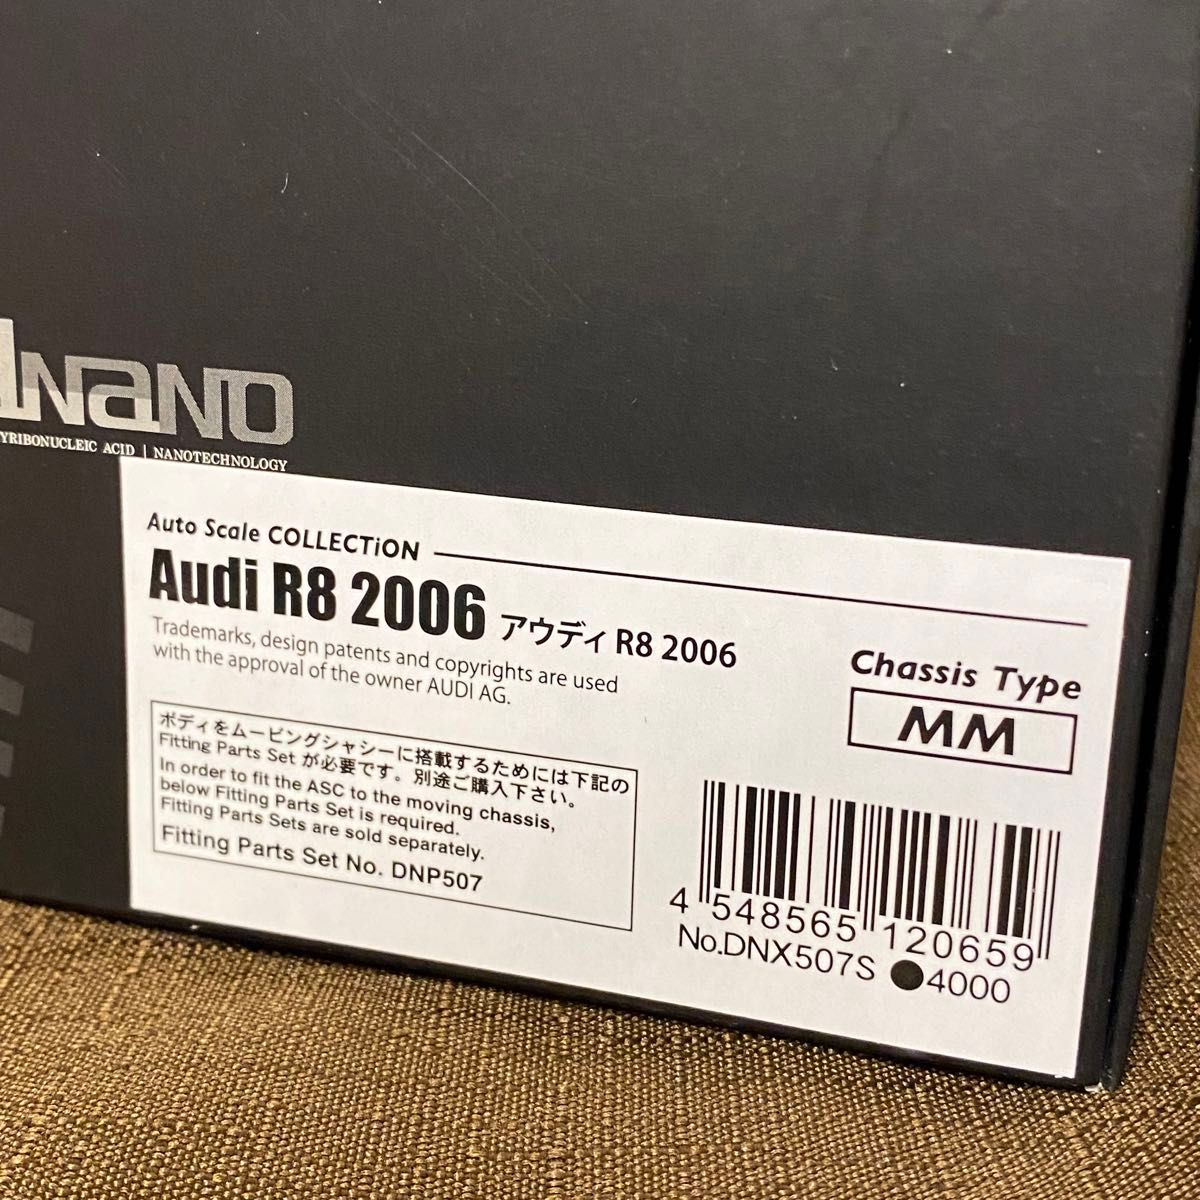 dNaNO
YRIBONUCLEIC ACID | NANOTECHNOLOGY
Auto Scale COLLECTiON
Audi R8 2006 アウディ R8 2006
Trademarks, design patents and copyrights are used
with the approval of the owner AUDI AG.
Chassis Type
MM
ボディをムービングシャシーに搭載するためには下記の
Fitting Parts Set が必要です。別途ご購入下さい。
In order to fit the ASC to the moving chassis,
below Fitting Parts Set is required.
Fitting Parts Sets are sold separately.
Fitting Parts Set No. DNP507
4 548565 120659
No.DNX507S ●4000